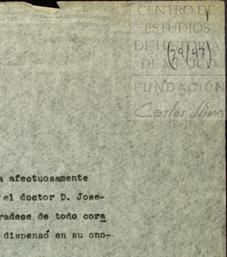 CENTRO DE
ESTUDIOS
DE HISTORIA
DE MEXICO
FUNDACIÓN
Carlos Slim
a afectuosamente
el doctor D. Jose-
radece de todo cora
dispensó en su ono-